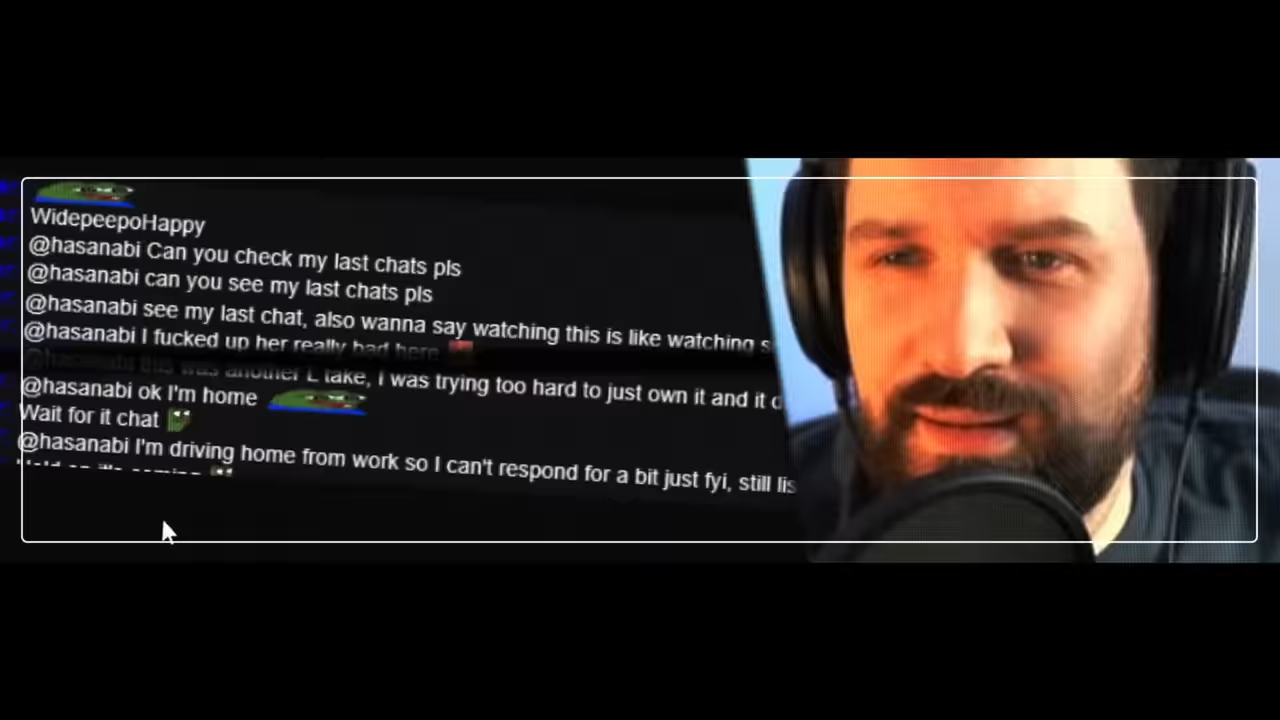 WidepeepoHappy
@hasanabi Can you check my last chats pls
@hasanabi can you see my last chats pls
@hasanabi see my last chat, also wanna say watching this is like watching
@hasanabi I fucked up her really bad here
@hasanabi this was another L take, I was trying too hard to just own it and it
@hasanabi ok I'm home
Wait for it chat
@hasanabi I'm driving home from work so I can't respond for a bit just fyi, still